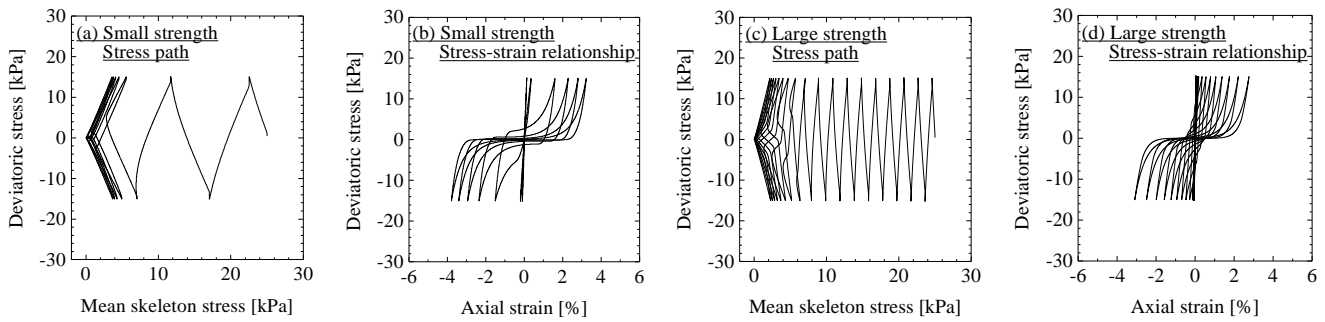 (a) Small strength
Stress path
Deviatoric stress [kPa]
30
20
10
0
-10
-20
-30
0 10 20 30
Mean skeleton stress [kPa]
(b) Small strength
Stress-strain relationship
Deviatoric stress [kPa]
30
20
10
0
-10
-20
-30
-6 -4 -2 0 2 4 6
Axial strain [%]
(c) Large strength
Stress path
Deviatoric stress [kPa]
30
20
10
0
-10
-20
-30
0 10 20 30
Mean skeleton stress [kPa]
(d) Large strength
Stress-strain relationship
Deviatoric stress [kPa]
30
20
10
0
-10
-20
-30
-6 -4 -2 0 2 4 6
Axial strain [%]